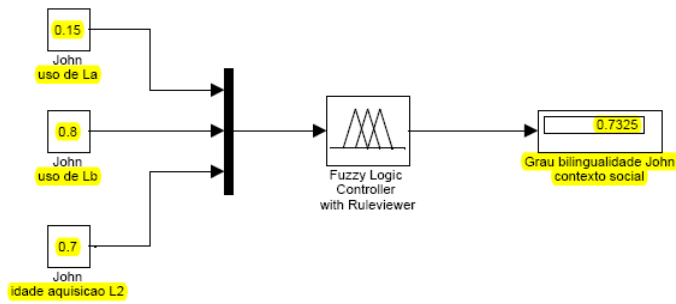 0.15
John
uso de La
0.8
John
uso de Lb
0.7
John
idade aquisicao L2
Fuzzy Logic
Controller
with Ruleviewer
0.7325
Grau bilingualidade John
contexto social